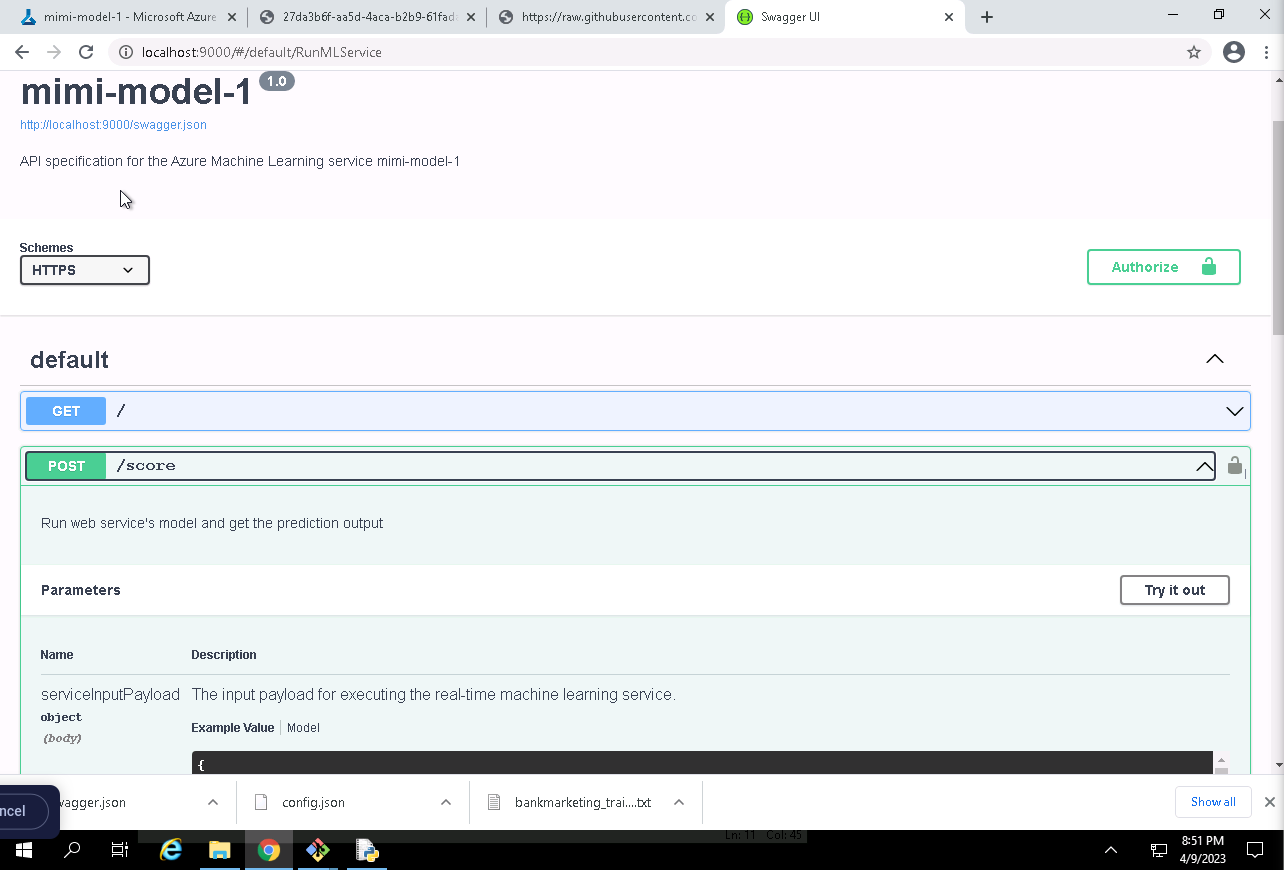 mimi-model-1 - Microsoft Azure
27da3b6f-aa5d-4aca-b2b9-61fad
https://raw.githubusercontent.co
Swagger UI
localhost:9000/#/default/RunMLService
mimi-model-1 1.0
http://localhost:9000/swagger.json
API specification for the Azure Machine Learning service mimi-model-1
Schemes
HTTPS
Authorize
default
GET /
POST /score
Run web service's model and get the prediction output
Parameters
Try it out
Name Description
serviceInputPayload The input payload for executing the real-time machine learning service.
object
(body)
Example Value Model
{
ncel
wagger.json
config.json
bankmarketing_trai....txt
Show all
Ln: 11 Col: 45
8:51 PM
4/9/2023